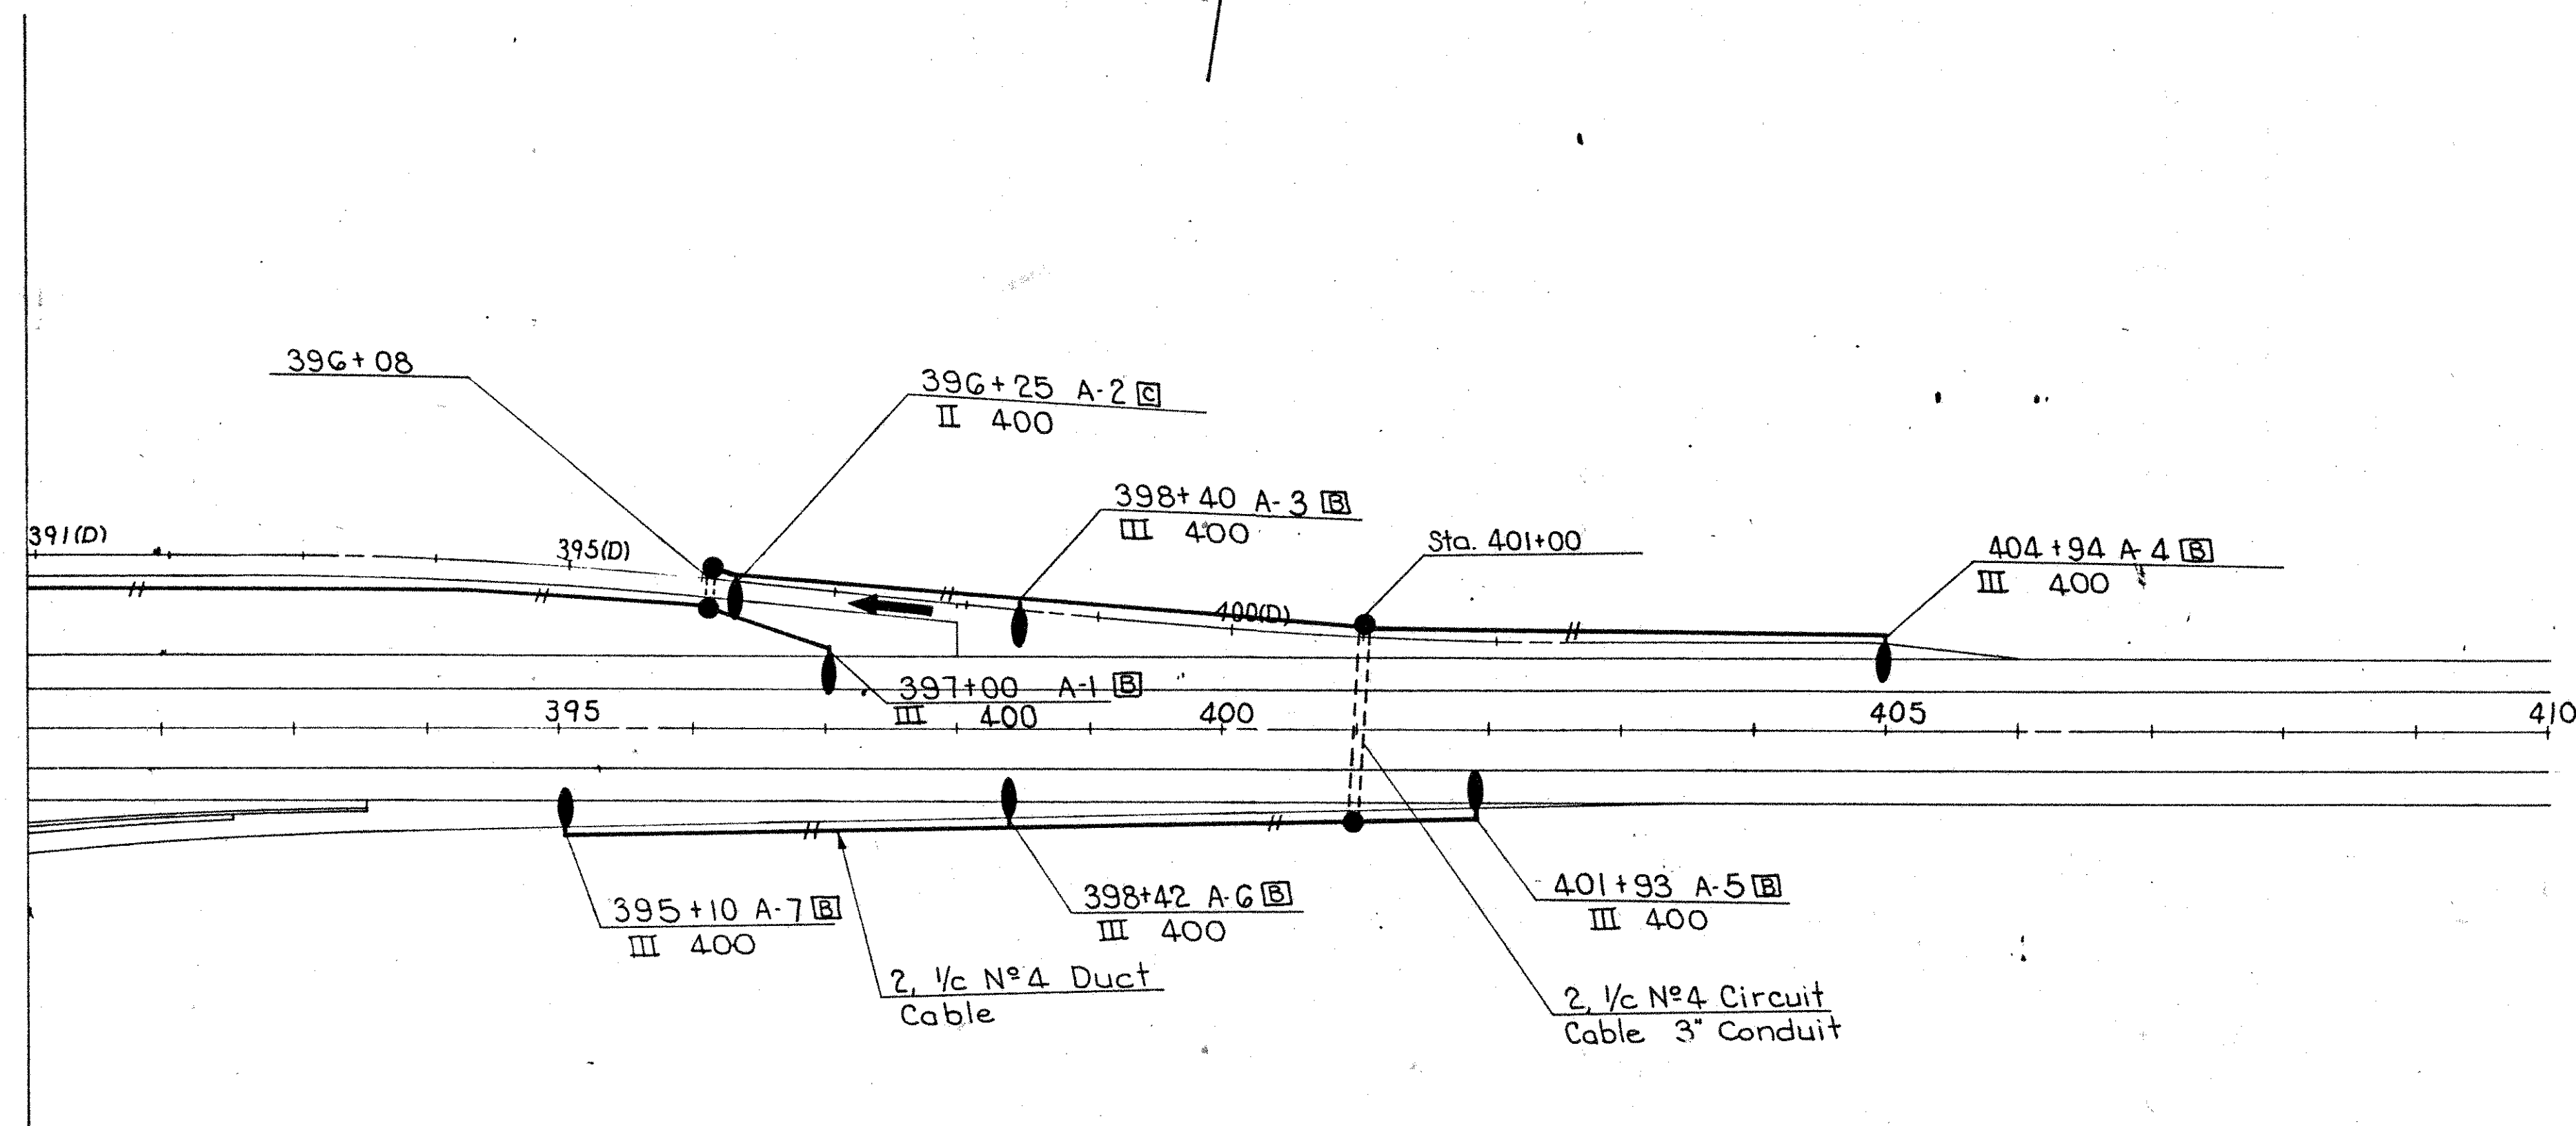 396+08
396+25 A-2 C
II 400
398+40 A-3 B
III 400
391(D)
395(D)
Sta. 401+00
404+94 A-4 B
III 400
400(D)
397+00 A-1 B
III 400
395
400
405
410
395+10 A-7 B
III 400
398+42 A-6 B
III 400
401+93 A-5 B
III 400
2, 1/c Nº4 Duct
Cable
2, 1/c Nº4 Circuit
Cable 3" Conduit